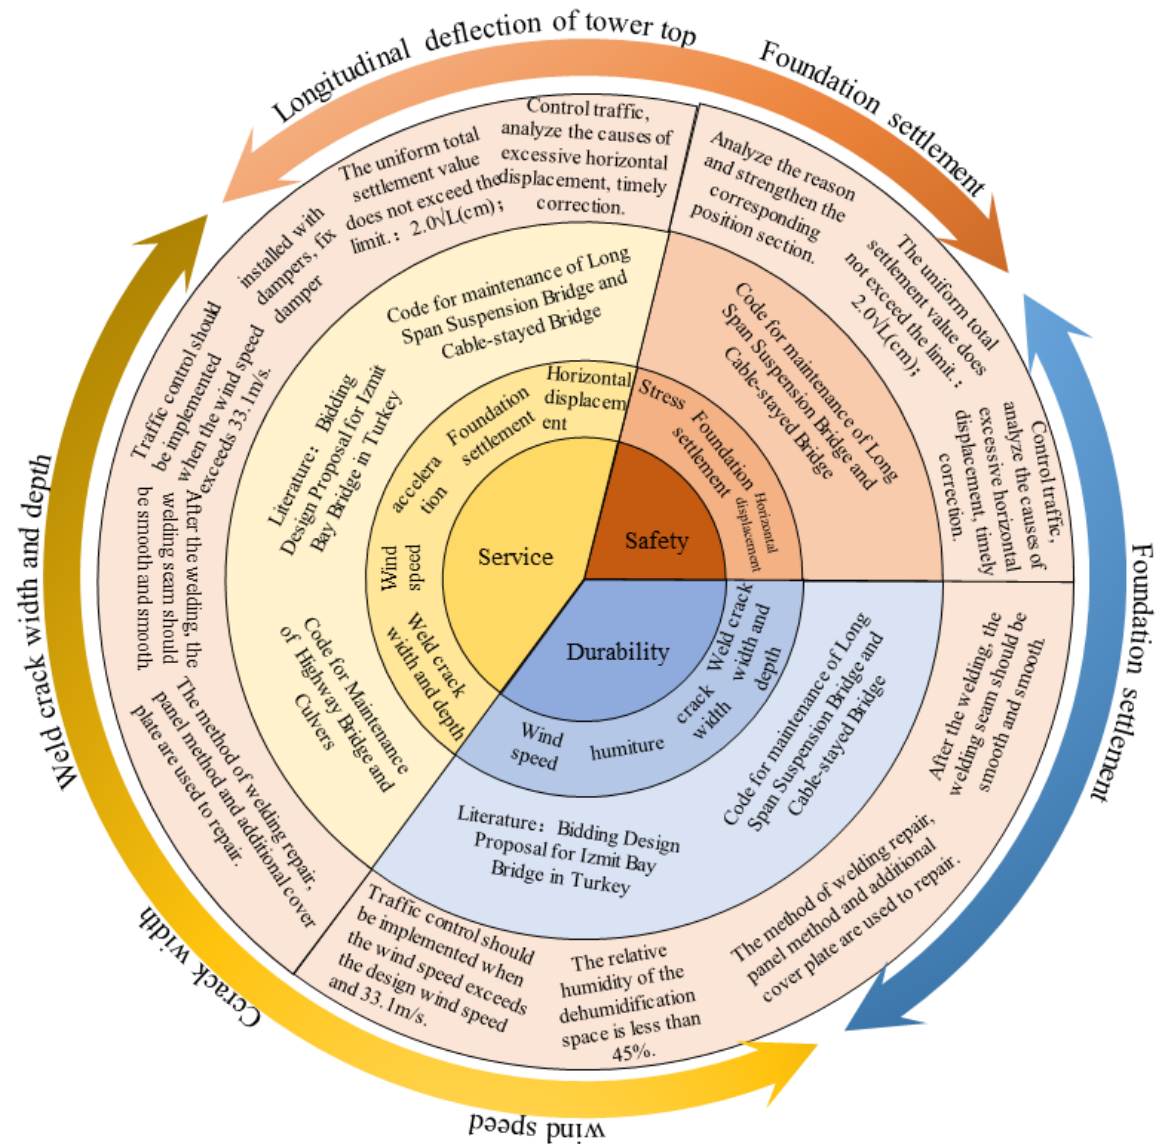 Longitudinal deflection of tower top
Foundation settlement
Foundation settlement
wind speed
Ccrack width
Weld crack width and depth
Control traffic,
analyze the causes of
excessive horizontal
displacement, timely
correction.
The uniform total
settlement value
does not exceed the
limit.：2.0√L(cm)；
installed with
dampers, fix
damper
Traffic control should
be implemented
when the wind speed
exceeds 33.1m/s.
After the welding, the
welding seam should
be smooth and smooth.
The method of welding repair,
panel method and additional cover
plate are used to repair.
Analyze the reason
and strengthen the
corresponding
position section.
The uniform total
settlement value does
not exceed the limit.：
2.0√L(cm)；
Control traffic,
analyze the causes of
excessive horizontal
displacement, timely
correction.
After the welding, the
welding seam should be
smooth and smooth.
The method of welding repair,
panel method and additional
cover plate are used to repair.
The relative
humidity of the
dehumidification
space is less than
45%.
Traffic control should
be implemented when
the wind speed exceeds
the design wind speed
and 33.1m/s.
Code for maintenance of Long
Span Suspension Bridge and
Cable-stayed Bridge
Literature：Bidding
Design Proposal for Izmit
Bay Bridge in Turkey
Code for Maintenance
of Highway Bridge and
Culvers
Code for maintenance of Long
Span Suspension Bridge and
Cable-stayed Bridge
Code for maintenance of Long
Span Suspension Bridge and
Cable-stayed Bridge
Literature：Bidding Design
Proposal for Izmit Bay
Bridge in Turkey
Horizontal
displacem
ent
Foundation
settlement
accelera
tion
Wind
speed
Weld crack
width and depth
Stress
Foundation
settlement
Horizontal
displacement
Weld crack
width and
depth
crack
width
humiture
Wind
speed
Service
Safety
Durability